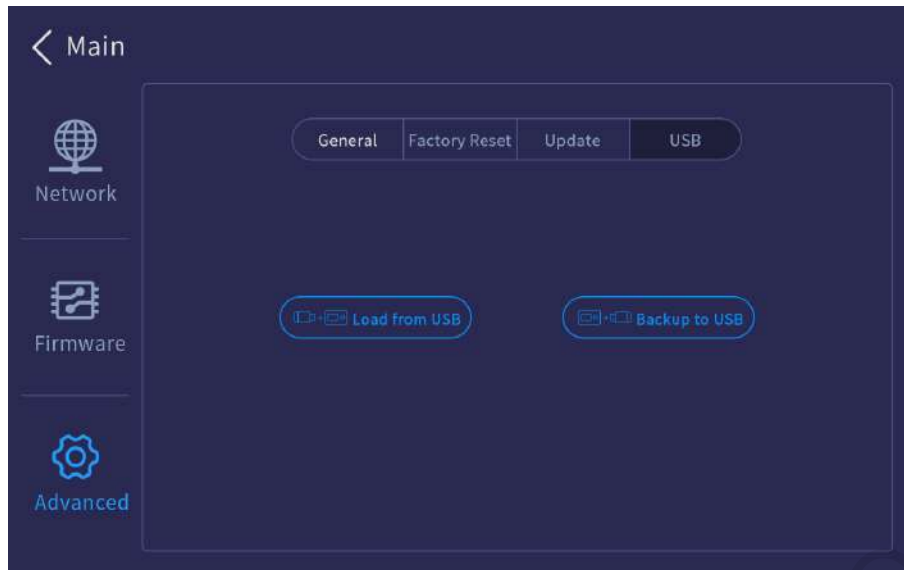 Main
General Factory Reset Update USB
Network
Load from USB Backup to USB
Firmware
Advanced